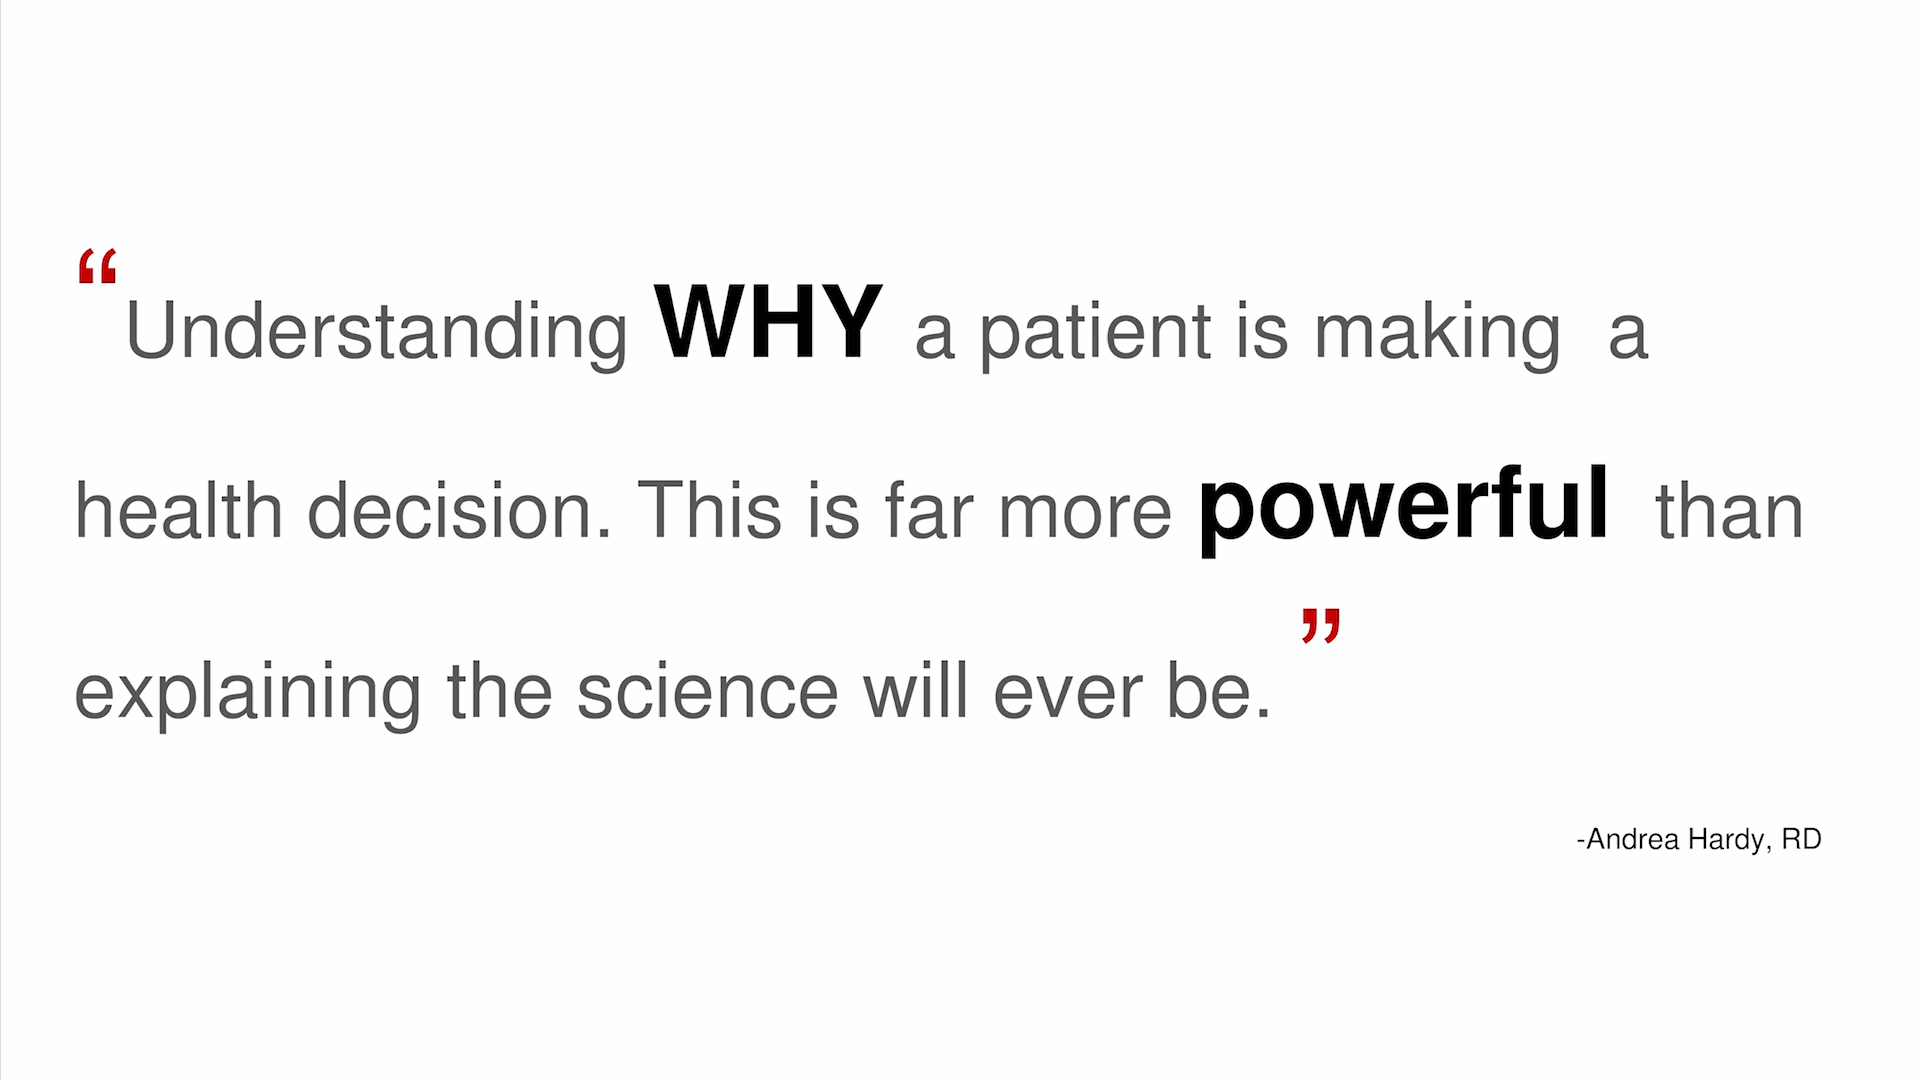 “Understanding WHY a patient is making a
health decision. This is far more powerful than
explaining the science will ever be.”
-Andrea Hardy, RD